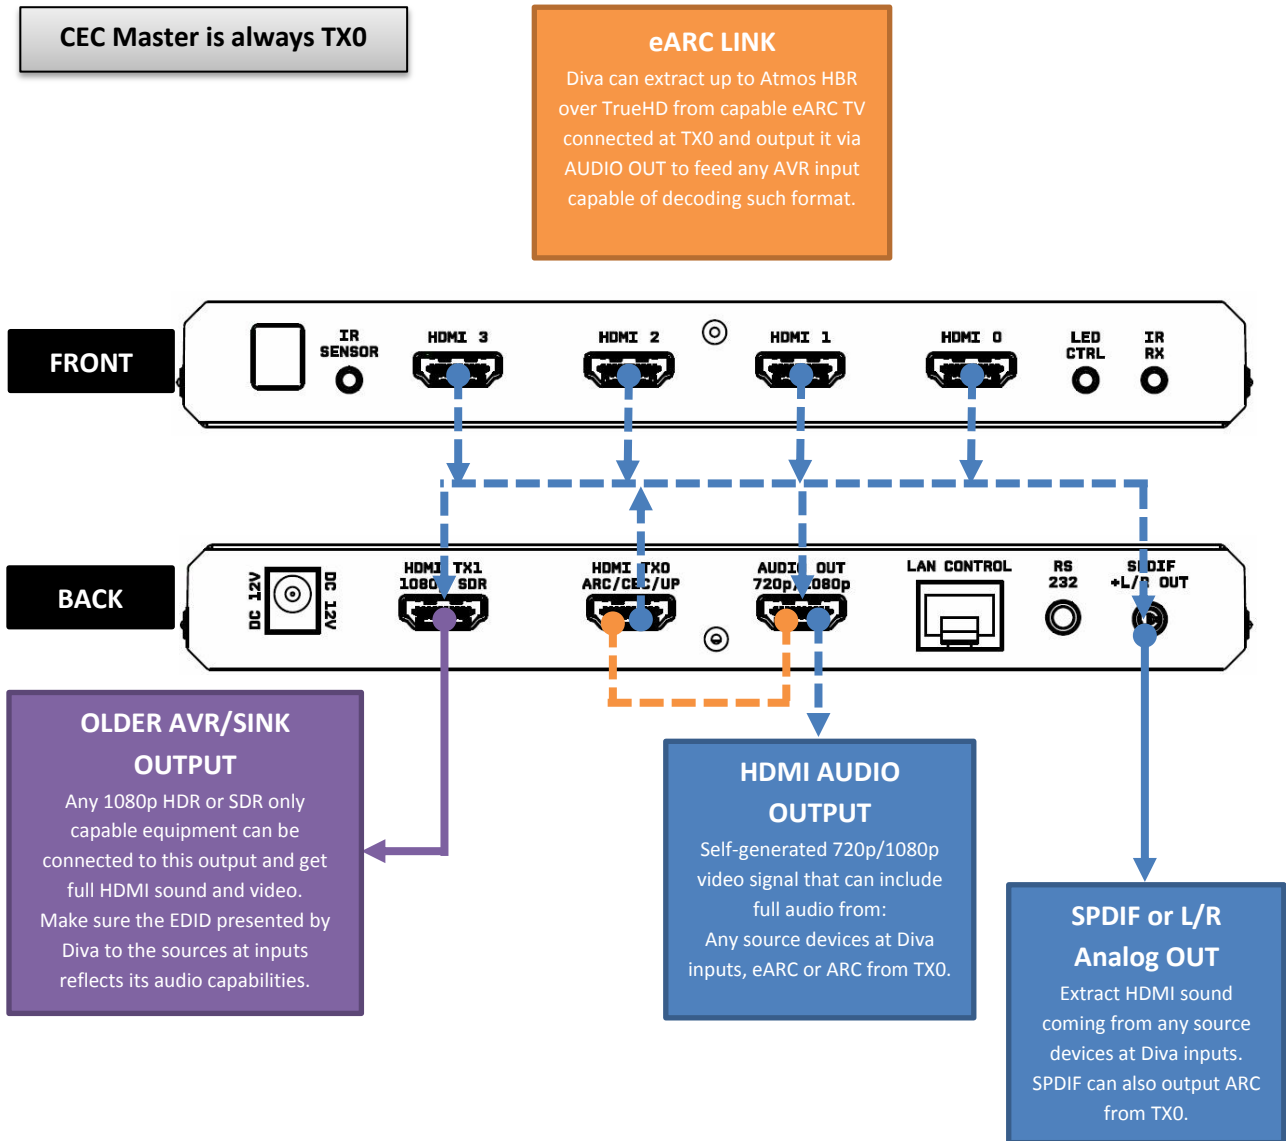 CEC Master is always TX0
eARC LINK
Diva can extract up to Atmos HBR
over TrueHD from capable eARC TV
connected at TX0 and output it via
AUDIO OUT to feed any AVR input
capable of decoding such format.
FRONT
IR
SENSOR
HDMI 3
HDMI 2
HDMI 1
HDMI 0
LED
CTRL
IR
RX
BACK
DC 12V
DC 12V
HDMI TX1
1080p SDR
HDMI TX0
ARC/CEC/UP
AUDIO OUT
720p/1080p
LAN CONTROL
RS
232
SPDIF
+L/R OUT
OLDER AVR/SINK
OUTPUT
Any 1080p HDR or SDR only
capable equipment can be
connected to this output and get
full HDMI sound and video.
Make sure the EDID presented by
Diva to the sources at inputs
reflects its audio capabilities.
HDMI AUDIO
OUTPUT
Self-generated 720p/1080p
video signal that can include
full audio from:
Any source devices at Diva
inputs, eARC or ARC from TX0.
SPDIF or L/R
Analog OUT
Extract HDMI sound
coming from any source
devices at Diva inputs.
SPDIF can also output ARC
from TX0.